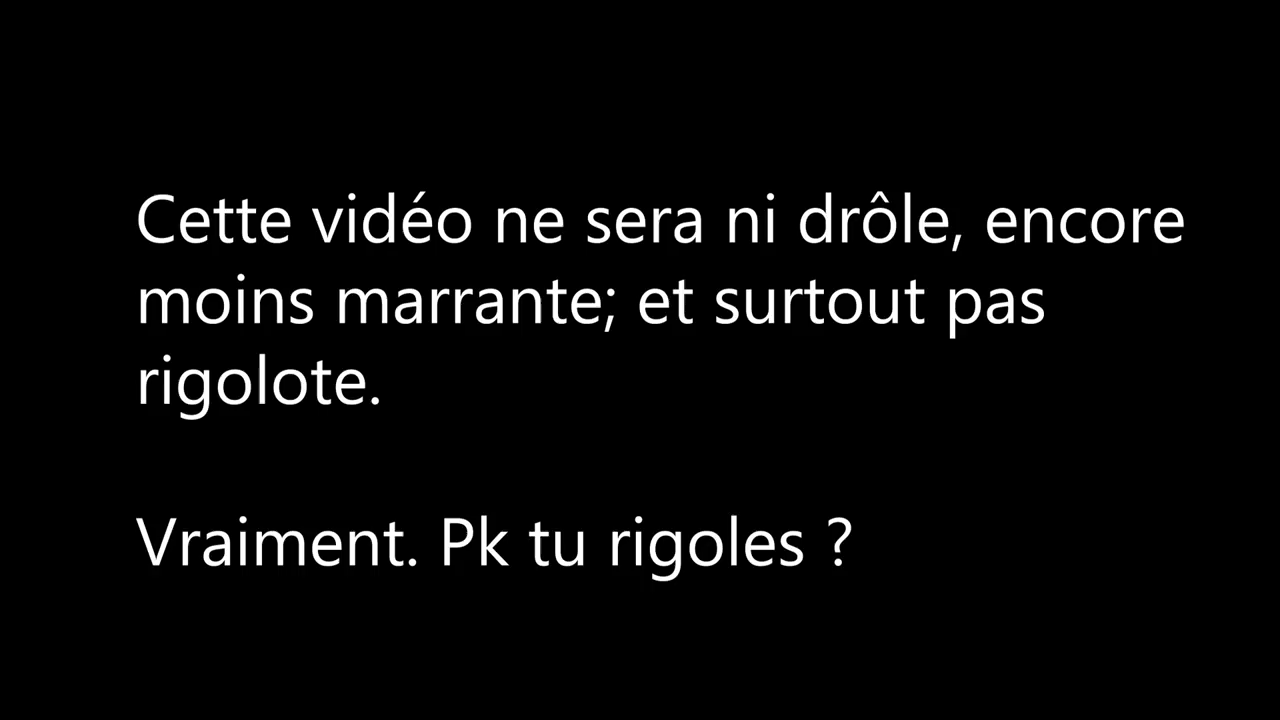 Cette vidéo ne sera ni drôle, encore
moins marrante; et surtout pas
rigolote.
Vraiment. Pk tu rigoles ?